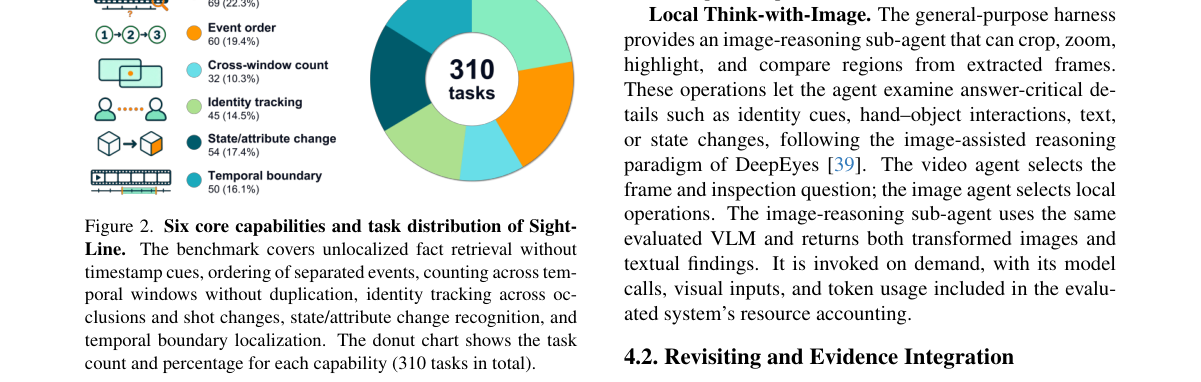 69 (22.3%)
?
1 2 3
Event order
60 (19.4%)
Cross-window count
32 (10.3%)
Identity tracking
45 (14.5%)
State/attribute change
54 (17.4%)
Temporal boundary
50 (16.1%)
310
tasks
Figure 2. Six core capabilities and task distribution of Sight-
Line. The benchmark covers unlocalized fact retrieval without
timestamp cues, ordering of separated events, counting across tem-
poral windows without duplication, identity tracking across oc-
clusions and shot changes, state/attribute change recognition, and
temporal boundary localization. The donut chart shows the task
count and percentage for each capability (310 tasks in total).
Local Think-with-Image. The general-purpose harness
provides an image-reasoning sub-agent that can crop, zoom,
highlight, and compare regions from extracted frames.
These operations let the agent examine answer-critical de-
tails such as identity cues, hand–object interactions, text,
or state changes, following the image-assisted reasoning
paradigm of DeepEyes [39]. The video agent selects the
frame and inspection question; the image agent selects local
operations. The image-reasoning sub-agent uses the same
evaluated VLM and returns both transformed images and
textual findings. It is invoked on demand, with its model
calls, visual inputs, and token usage included in the evalu-
ated system's resource accounting.
4.2. Revisiting and Evidence Integration